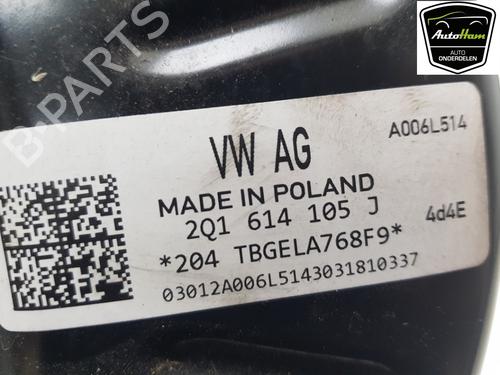 AutoHam
AUTO
ONDERDELEN
B-PARTS
VW AG
A006L514
MADE IN POLAND
2Q1 614 105 J
4d4E
*204 TBGELA768F9*
03012A006L5143031810337